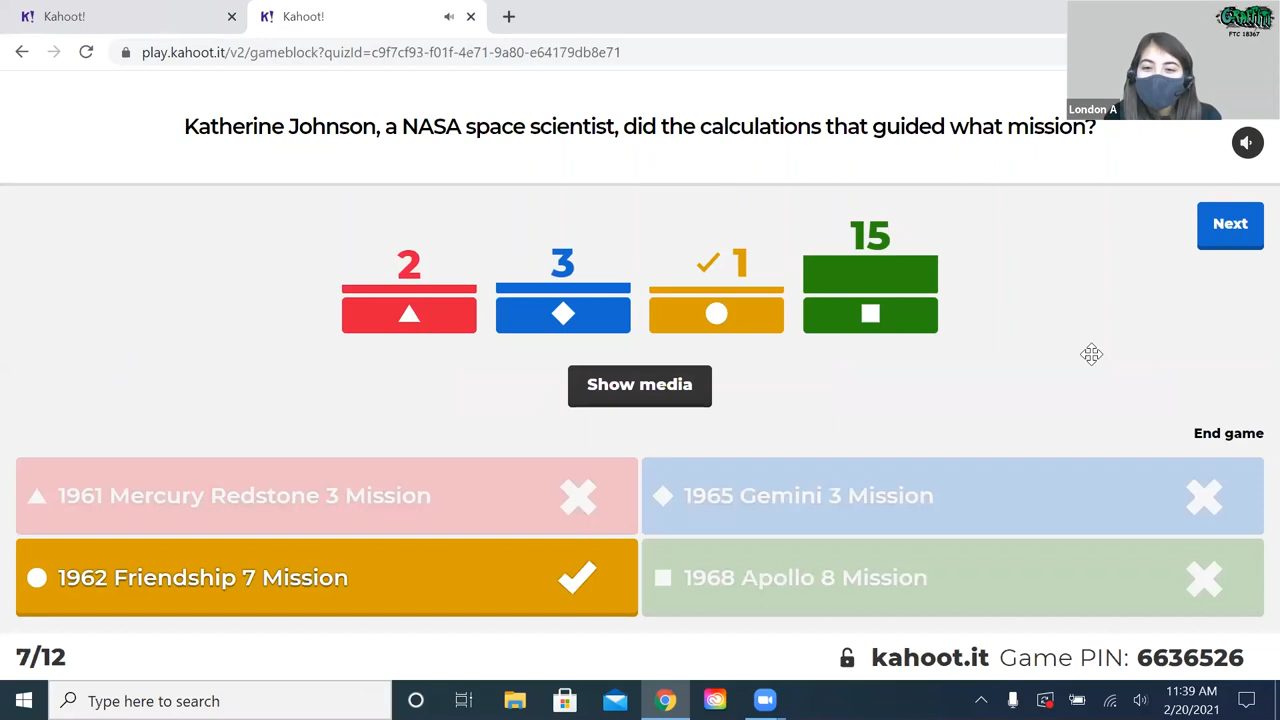 Kahoot!
Kahoot!
play.kahoot.it/v2/gameblock?quizId=c9f7cf93-f01f-4e71-9a80-e64179db8e71
GRAFFITI
FTC 18367
London A
Katherine Johnson, a NASA space scientist, did the calculations that guided what mission?
Next
2
3
1
15
Show media
End game
1961 Mercury Redstone 3 Mission
1965 Gemini 3 Mission
1962 Friendship 7 Mission
1968 Apollo 8 Mission
7/12
kahoot.it Game PIN: 6636526
Type here to search
11:39 AM
2/20/2021